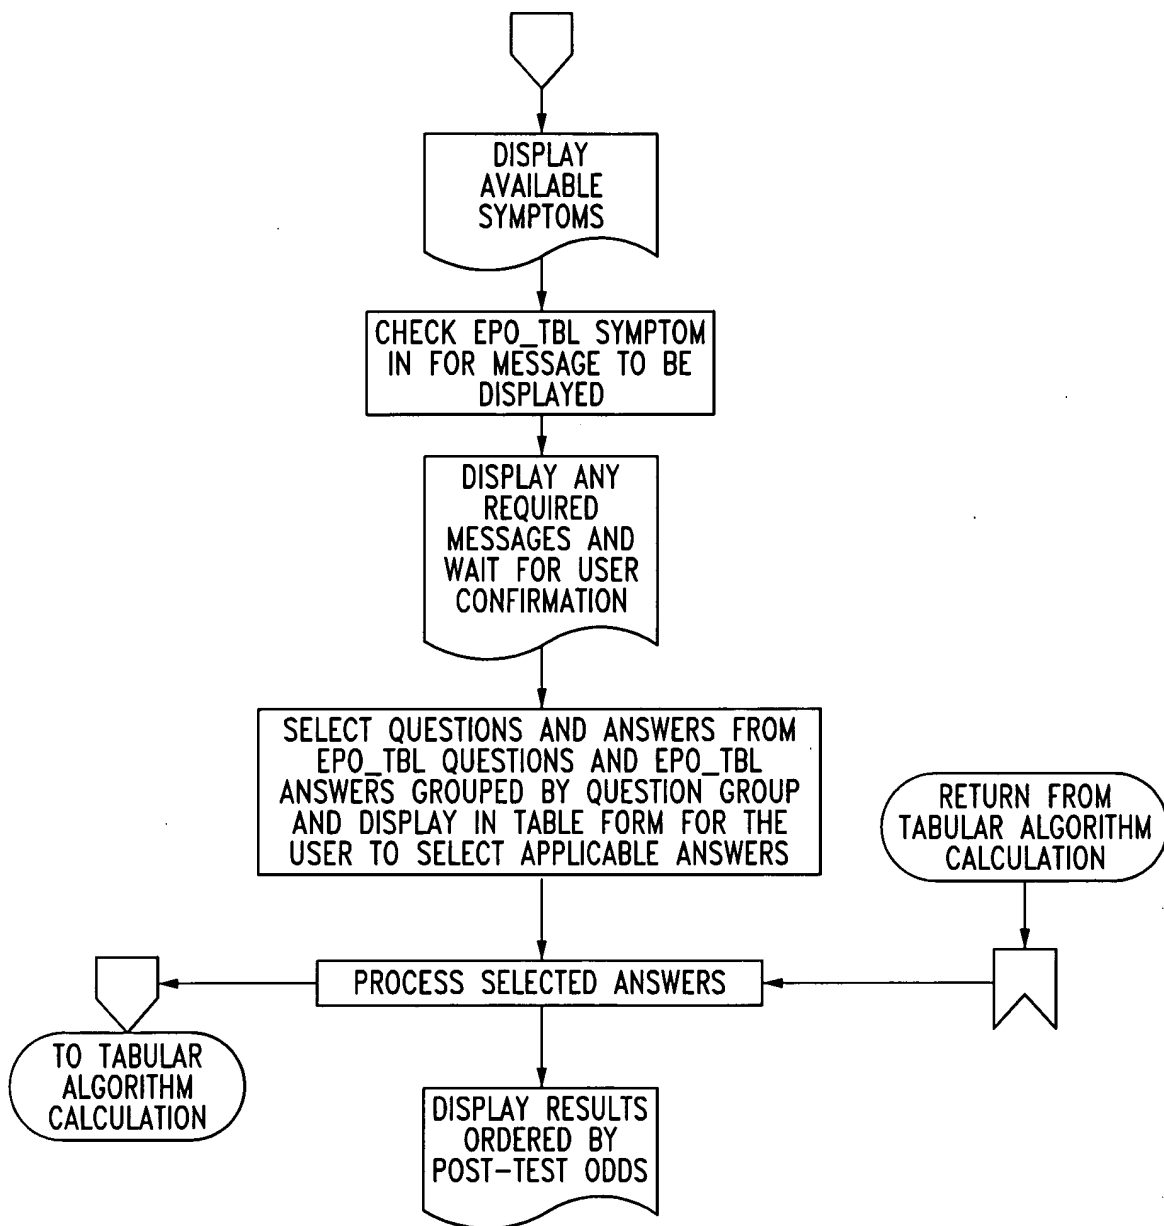 DISPLAY
AVAILABLE
SYMPTOMS
CHECK EPO_TBL SYMPTOM
IN FOR MESSAGE TO BE
DISPLAYED
DISPLAY ANY
REQUIRED
MESSAGES AND
WAIT FOR USER
CONFIRMATION
SELECT QUESTIONS AND ANSWERS FROM
EPO_TBL QUESTIONS AND EPO_TBL
ANSWERS GROUPED BY QUESTION GROUP
AND DISPLAY IN TABLE FORM FOR THE
USER TO SELECT APPLICABLE ANSWERS
RETURN FROM
TABULAR ALGORITHM
CALCULATION
PROCESS SELECTED ANSWERS
TO TABULAR
ALGORITHM
CALCULATION
DISPLAY RESULTS
ORDERED BY
POST-TEST ODDS